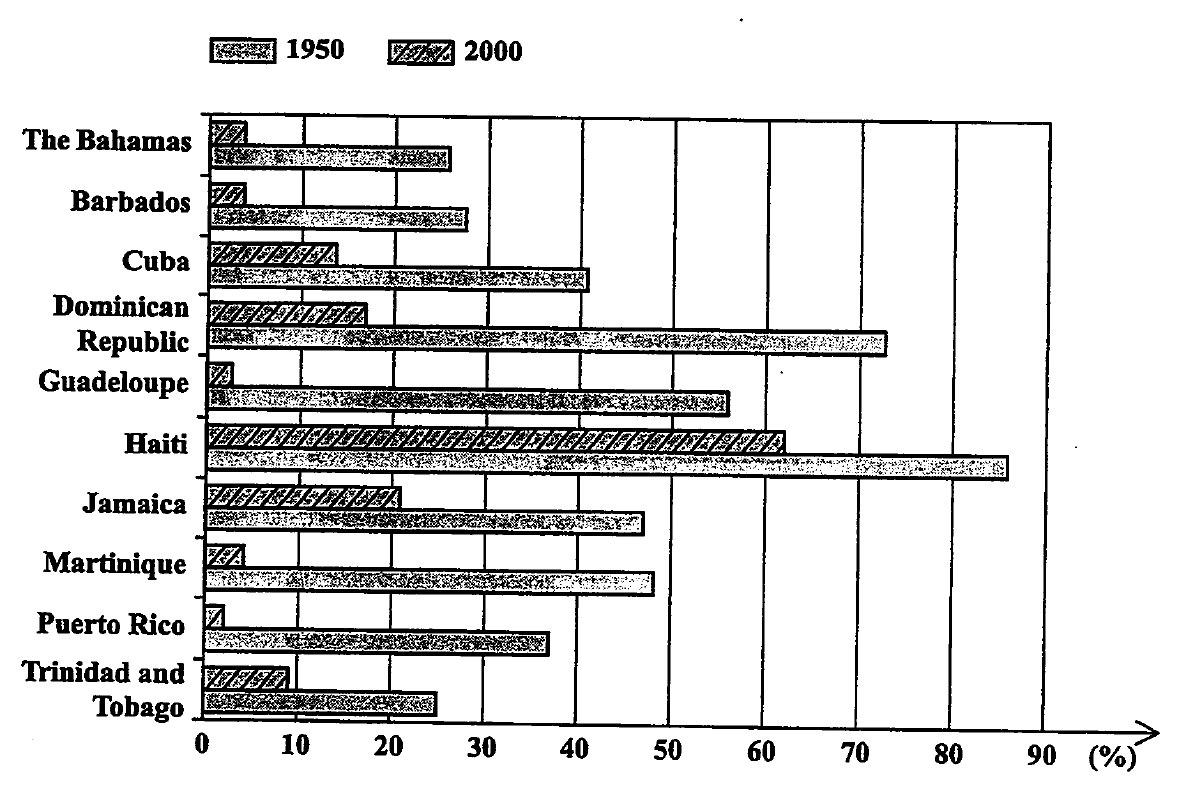 1950 2000
The Bahamas
Barbados
Cuba
Dominican
Republic
Guadeloupe
Haiti
Jamaica
Martinique
Puerto Rico
Trinidad and
Tobago
0 10 20 30 40 50 60 70 80 90 (%)